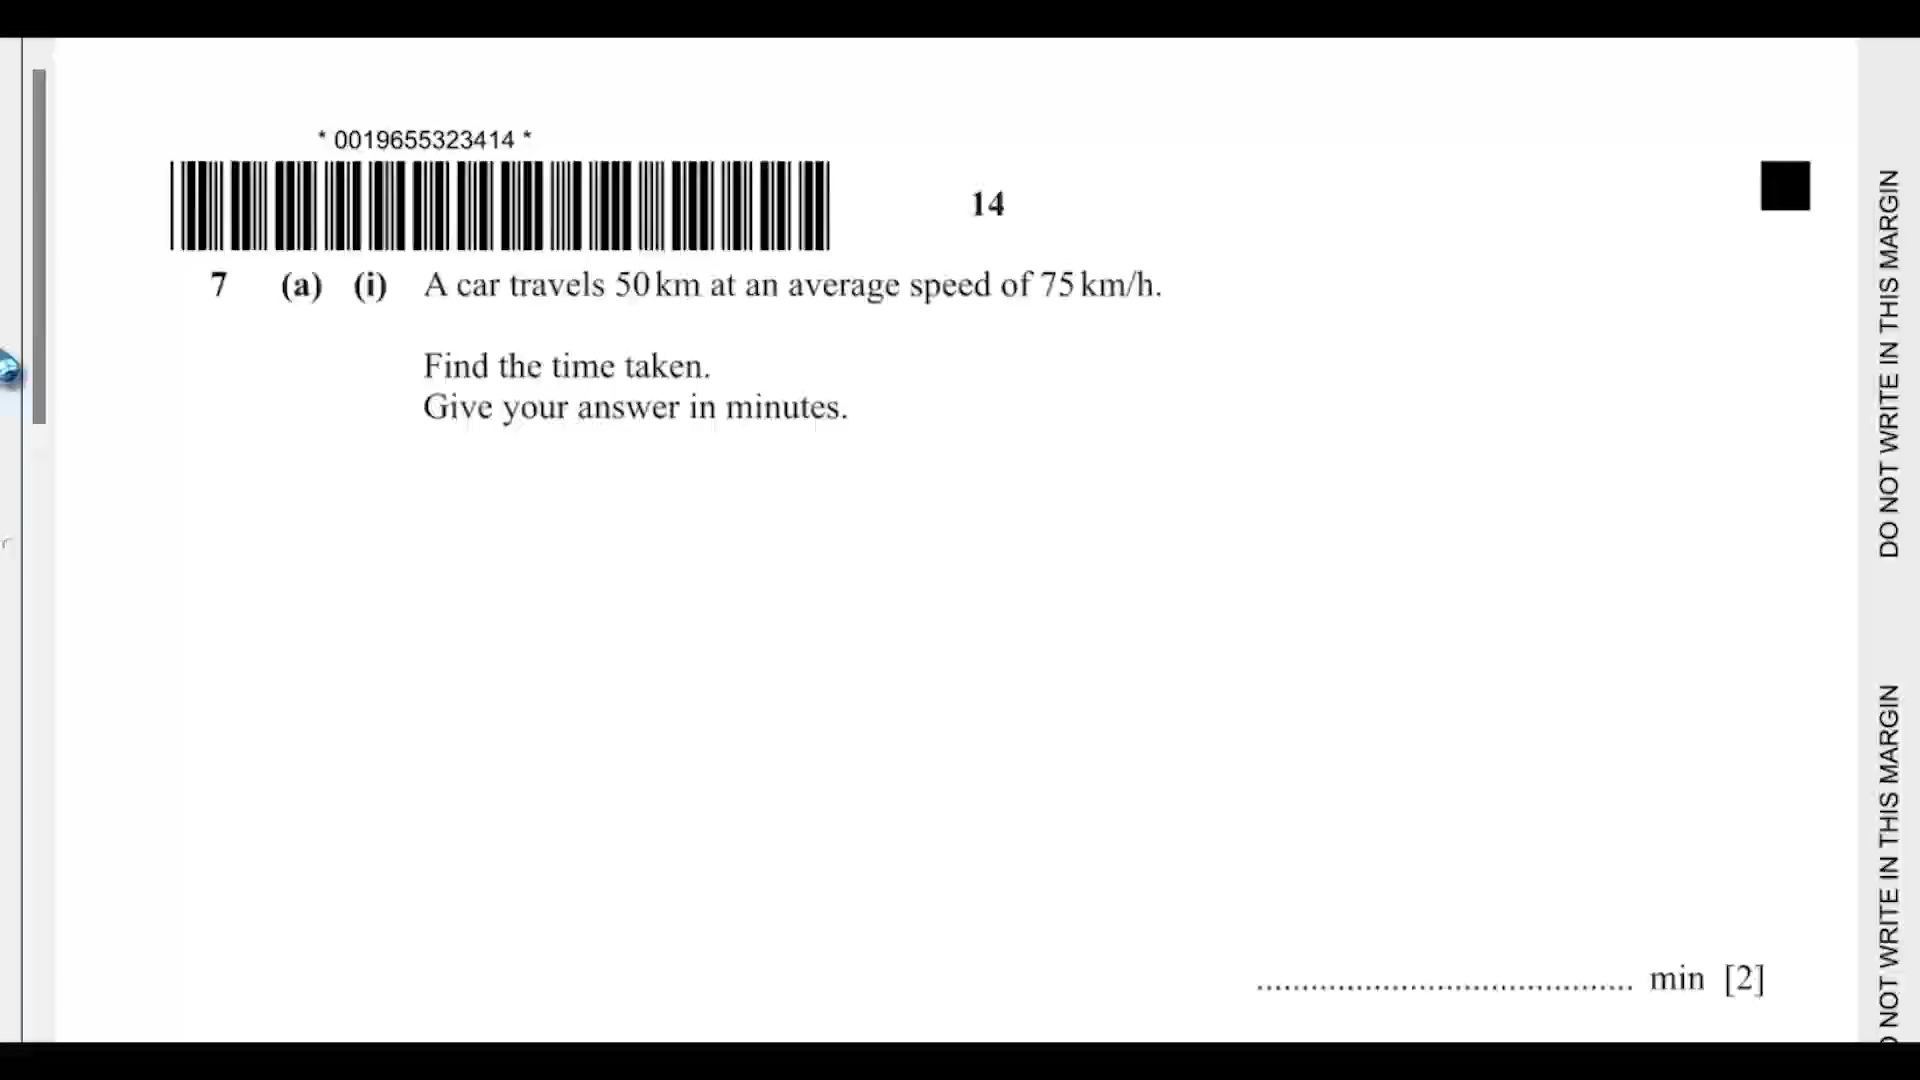 * 0019655323414 *
14
7 (a) (i) A car travels 50 km at an average speed of 75 km/h.
Find the time taken.
Give your answer in minutes.
.......................................... min [2]
DO NOT WRITE IN THIS MARGIN
NOT WRITE IN THIS MARGIN